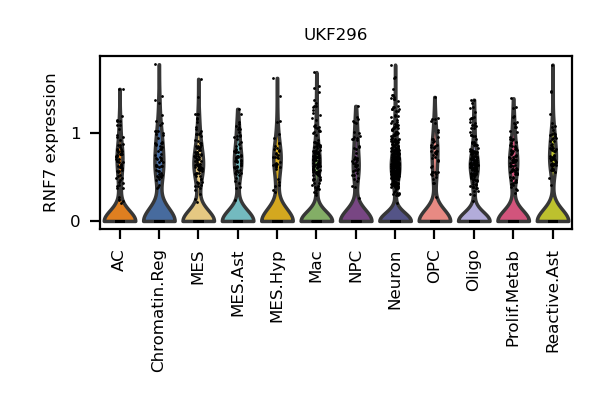 UKF296
RNF7 expression
1
0
AC
Chromatin.Reg
MES
MES.Ast
MES.Hyp
Mac
NPC
Neuron
OPC
Oligo
Prolif.Metab
Reactive.Ast